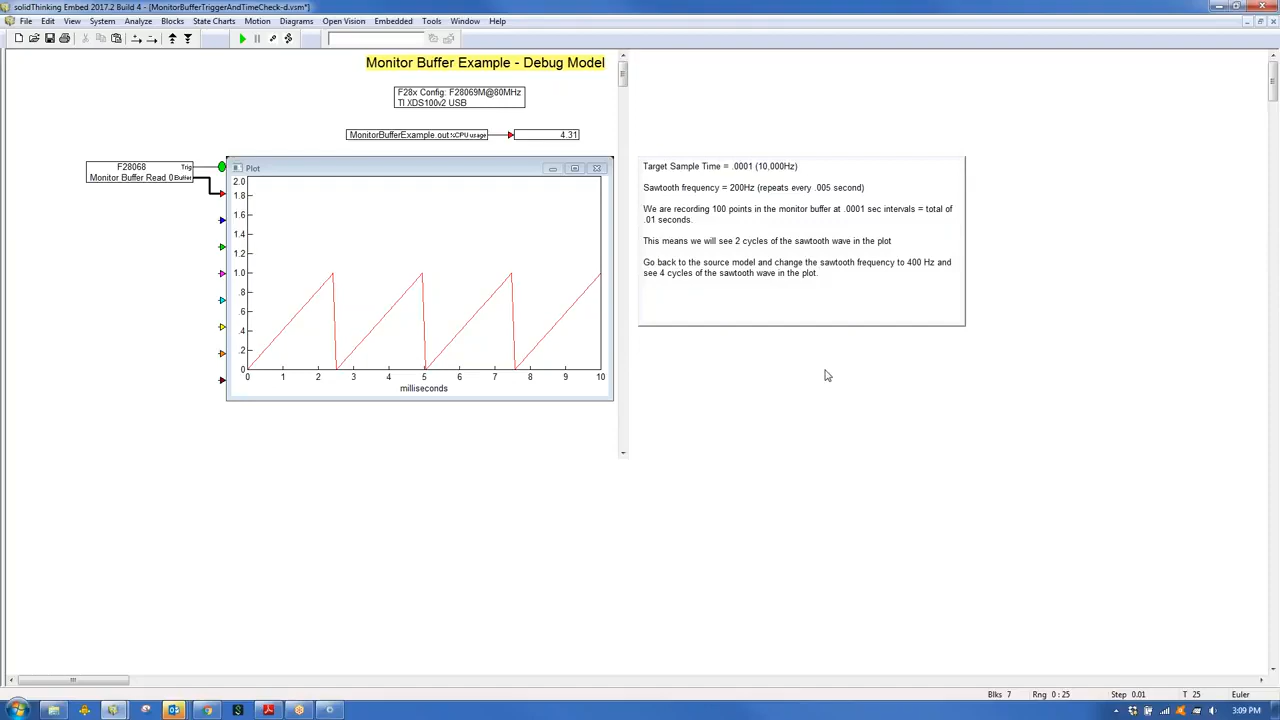 solidThinking Embed 2017.2 Build 4 - [MonitorBufferTriggerAndTimeCheck-d.vsm*]
File Edit View System Analyze Blocks State Charts Motion Diagrams Open Vision Embedded Tools Window Help
Monitor Buffer Example - Debug Model
F28x Config: F28069M@80MHz
TI XDS100v2 USB
MonitorBufferExample.out %CPU usage 4.31
F28068 Trig
Monitor Buffer Read 0 Buffer
Plot
2.0
1.8
1.6
1.4
1.2
1.0
.8
.6
.4
.2
0
0 1 2 3 4 5 6 7 8 9 10
milliseconds
Target Sample Time = .0001 (10,000Hz)
Sawtooth frequency = 200Hz (repeats every .005 second)
We are recording 100 points in the monitor buffer at .0001 sec intervals = total of
.01 seconds.
This means we will see 2 cycles of the sawtooth wave in the plot
Go back to the source model and change the sawtooth frequency to 400 Hz and
see 4 cycles of the sawtooth wave in the plot.
Blks 7 Rng 0:25 Step 0.01 T 25 Euler
3:09 PM